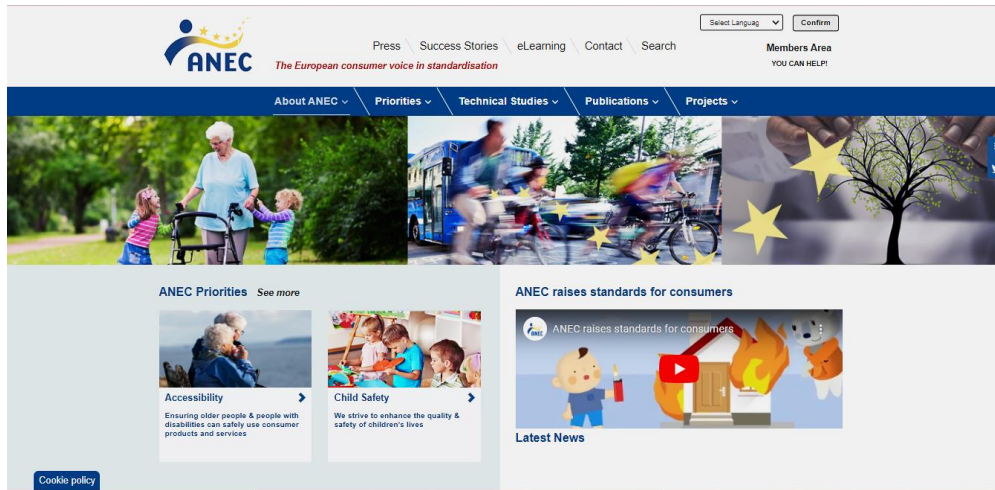 Select Languag
Confirm
ANEC
Press Success Stories eLearning Contact Search
The European consumer voice in standardisation
Members Area
YOU CAN HELP!
About ANEC Priorities Technical Studies Publications Projects
ANEC Priorities See more
Accessibility
Ensuring older people & people with
disabilities can safely use consumer
products and services
Child Safety
We strive to enhance the quality &
safety of children's lives
ANEC raises standards for consumers
ANEC
ANEC raises standards for consumers
Latest News
Cookie policy